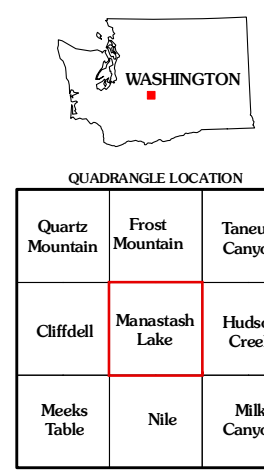 WASHINGTON
QUADRANGLE LOCATION
Quartz
Mountain
Frost
Mountain
Cliffdell
Manastash
Lake
Meeks
Table
Nile